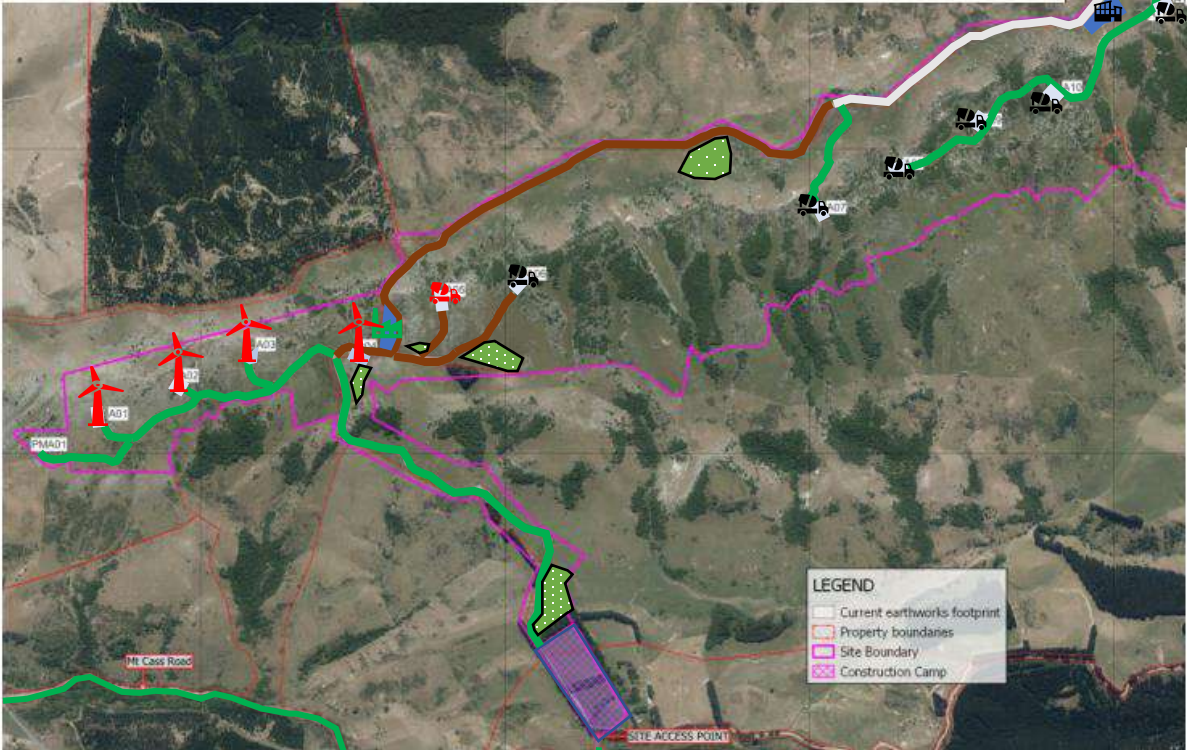 A10
A07
A03
A02
A01
PMA01
LEGEND
Current earthworks footprint
Property boundaries
Site Boundary
Construction Camp
Mt Cass Road
SITE ACCESS POINT